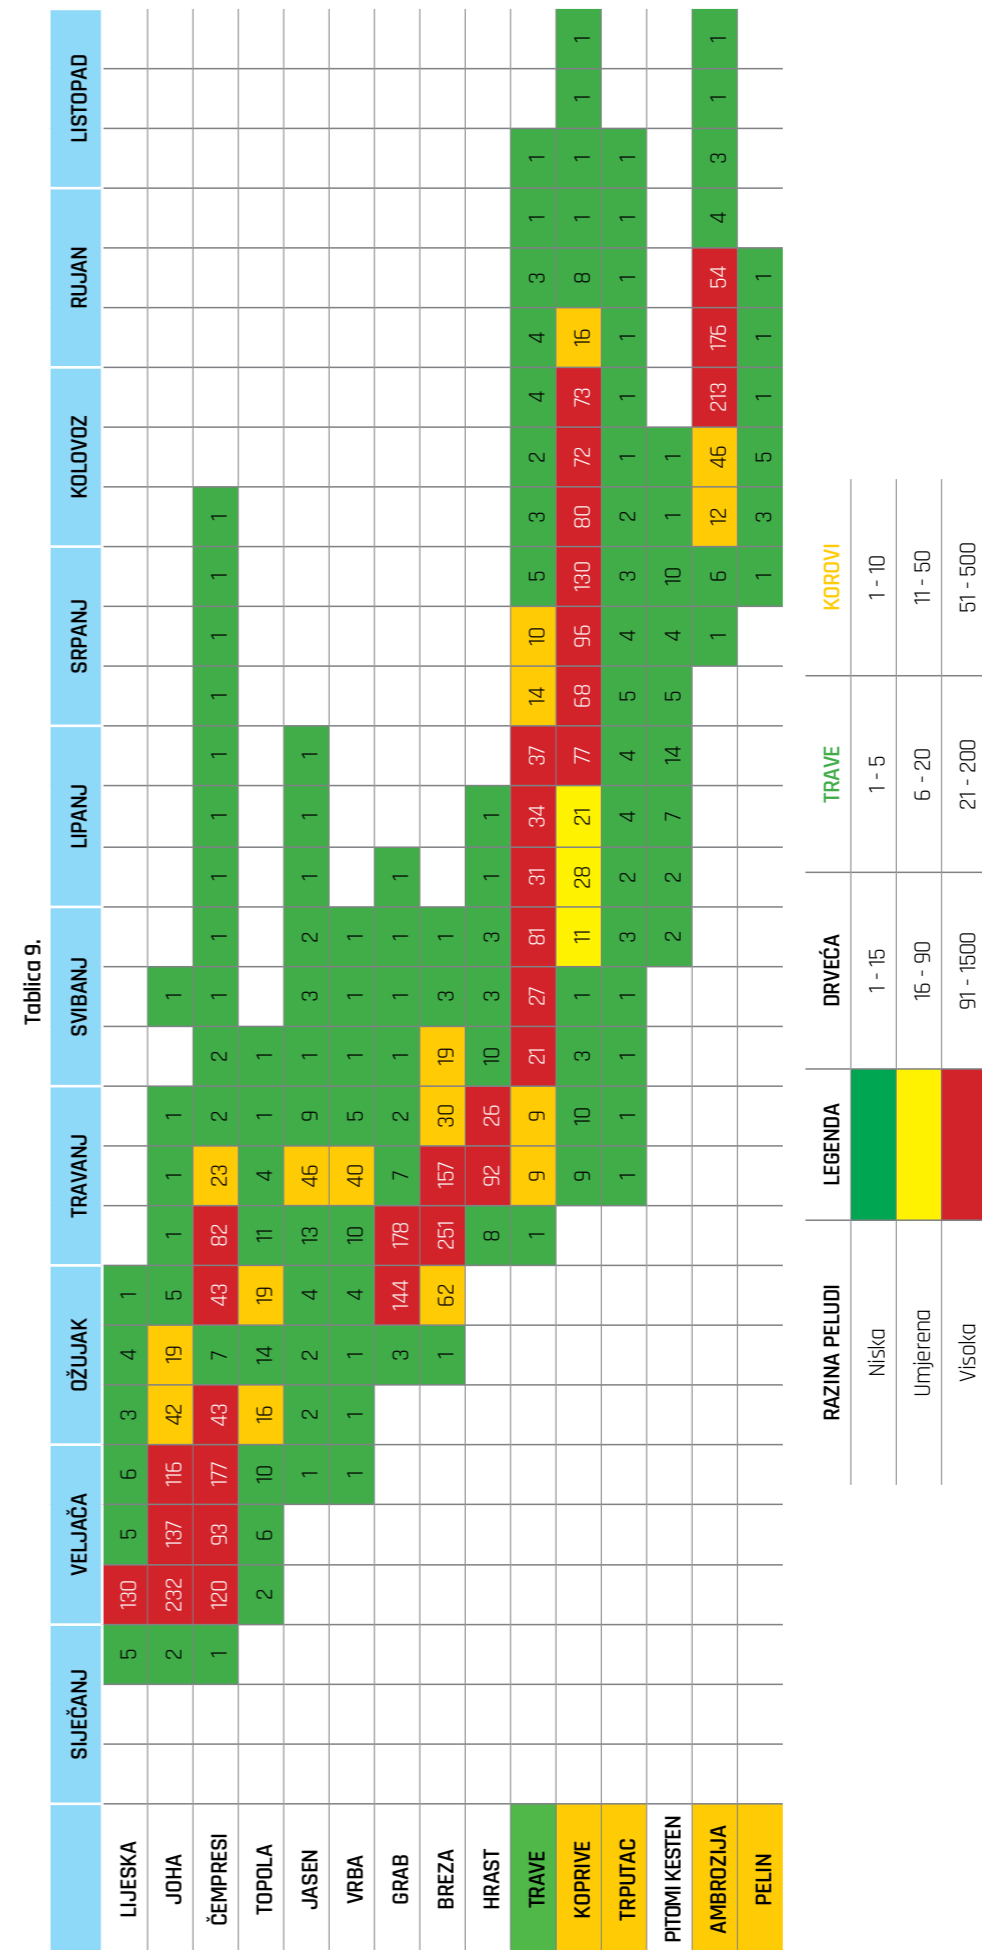 Tablica 9.
SIJEČANJ VELJAČA OŽUJAK TRAVANJ SVIBANJ LIPANJ SRPANJ KOLOVOZ RUJAN LISTOPAD
LIJESKA 5 130 5 6 3 4 1
JOHA 2 232 137 116 42 19 5 1 1 1 1
ČEMPRESI 1 120 93 177 43 7 43 82 23 2 2 1 1 1 1 1 1 1 1 1
TOPOLA 2 6 10 16 14 19 11 4 1 1
JASEN 1 2 2 4 13 46 9 1 3 2 1 1 1
VRBA 1 1 1 4 10 40 5 1 1 1
GRAB 3 144 178 7 2 1 1 1 1
BREZA 1 62 251 157 30 19 3 1
HRAST 8 92 26 10 3 3 1 1
TRAVE 1 9 9 21 27 81 31 34 37 14 10 5 3 2 4 4 3 1 1
KOPRIVE 9 10 3 1 11 28 21 77 68 96 130 80 72 73 16 8 1 1 1 1
TRPUTAC 1 1 1 1 3 2 4 4 5 4 3 2 1 1 1 1 1 1
PITOMI KESTEN 2 2 7 14 5 4 10 1 1
AMBROZIJA 1 6 12 46 213 176 54 4 3 1 1
PELIN 1 3 5 1 1 1
RAZINA PELUDI LEGENDA DRVEĆA TRAVE KOROVI
Niska 1 - 15 1 - 5 1 - 10
Umjerena 16 - 90 6 - 20 11 - 50
Visoka 91 - 1500 21 - 200 51 - 500